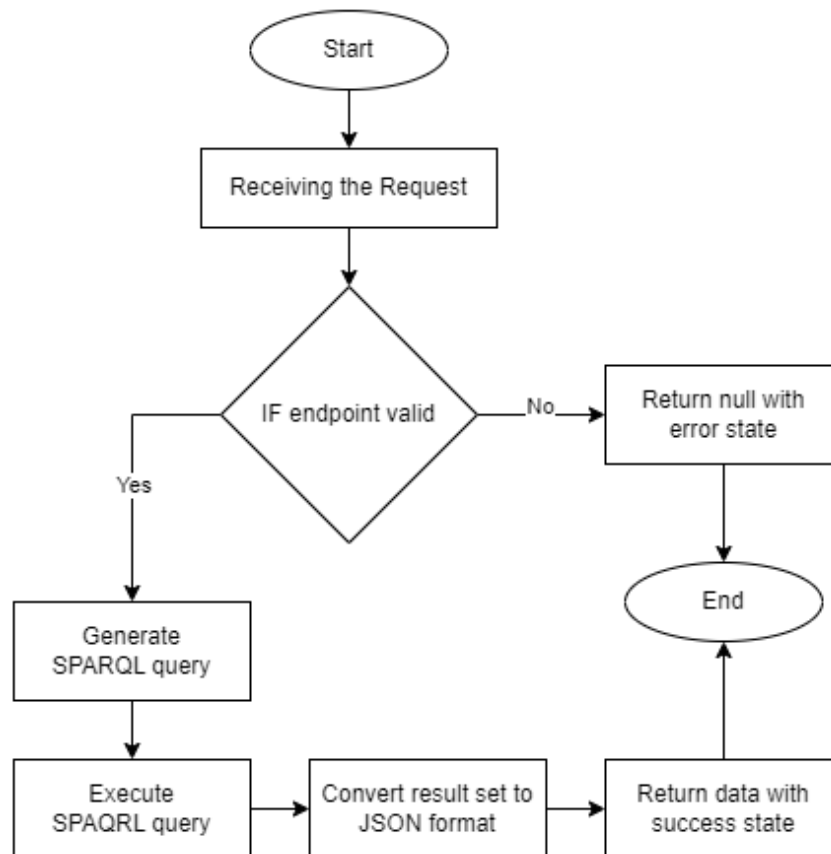 Start
Receiving the Request
IF endpoint valid
No
Return null with
error state
Yes
End
Generate
SPARQL query
Execute
SPAQRL query
Convert result set to
JSON format
Return data with
success state